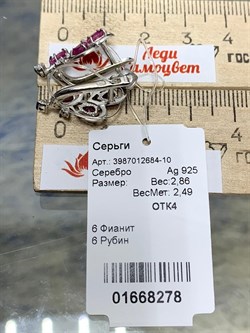 Леди
Самоцвет
ГОСТ
Серьги
Арт.: 3987012684-10
Серебро Ag 925
Размер: Вес:2,86
ВесМет: 2,49
ОТК4
6 Фианит
6 Рубин
01668278